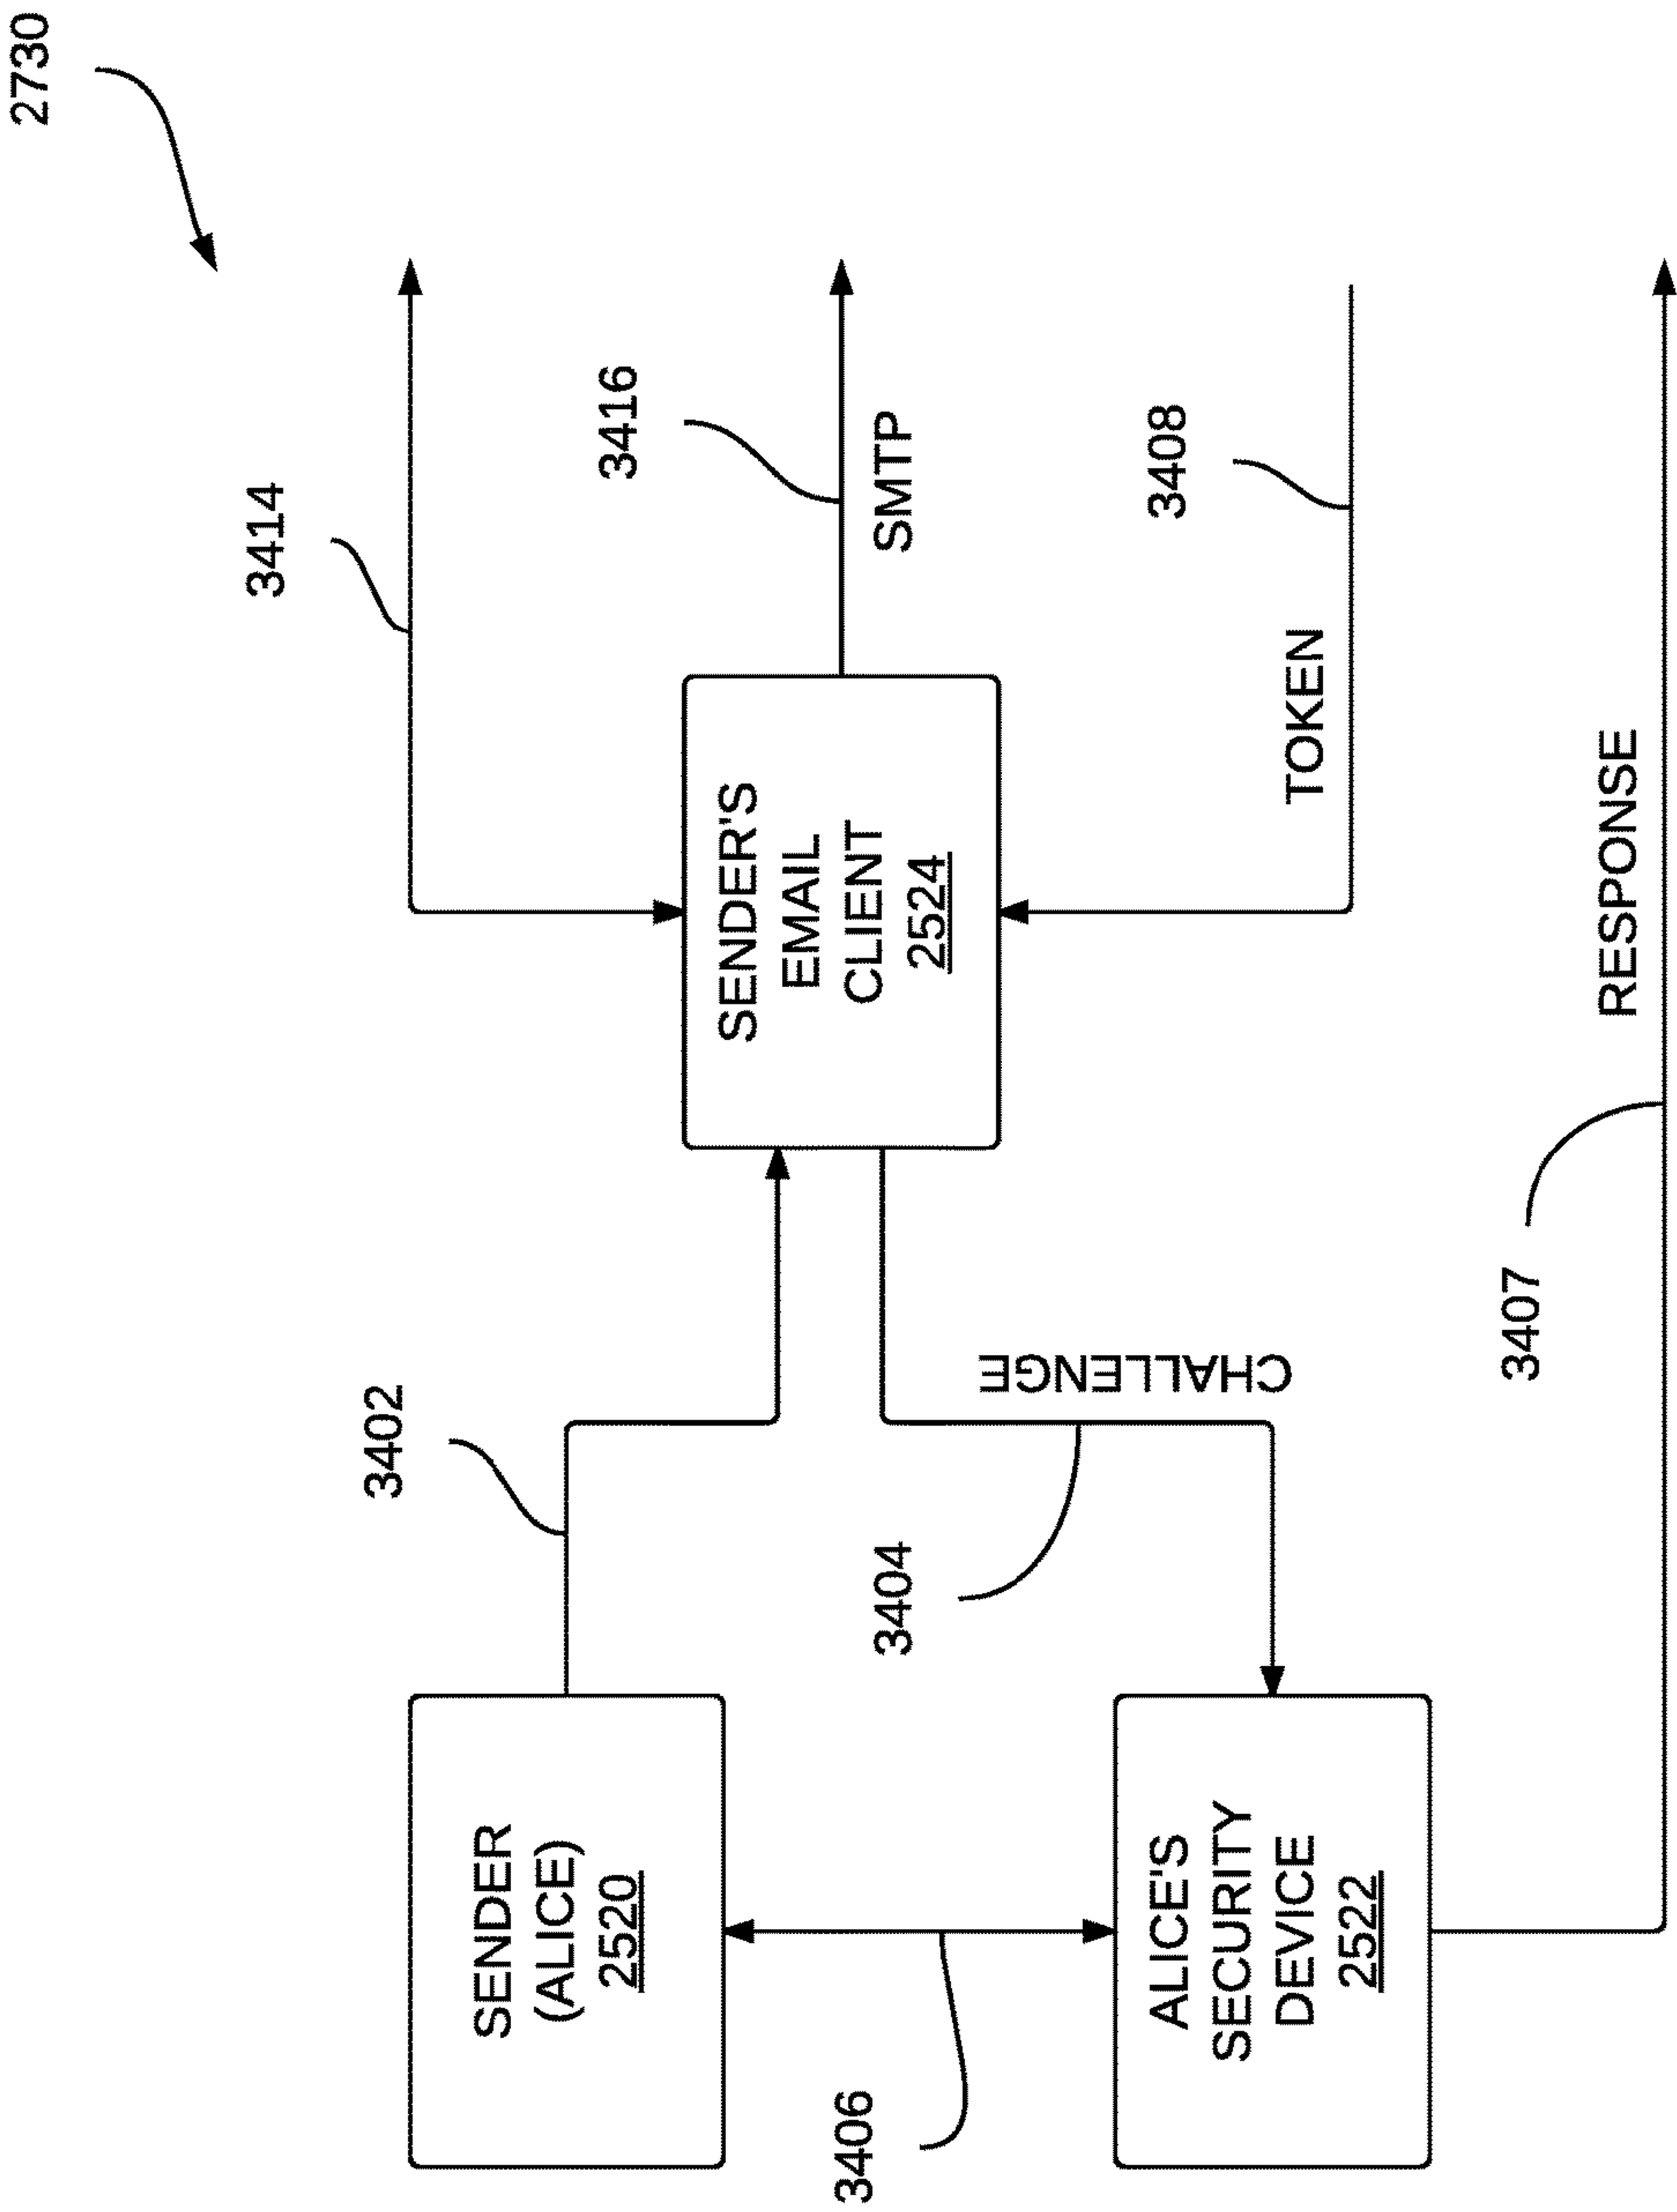 2730
3414
3416
SMTP
3402
SENDER
(ALICE)
2520
SENDER'S
EMAIL
CLIENT
2524
3408
TOKEN
3404
CHALLENGE
3406
ALICE'S
SECURITY
DEVICE
2522
3407
RESPONSE